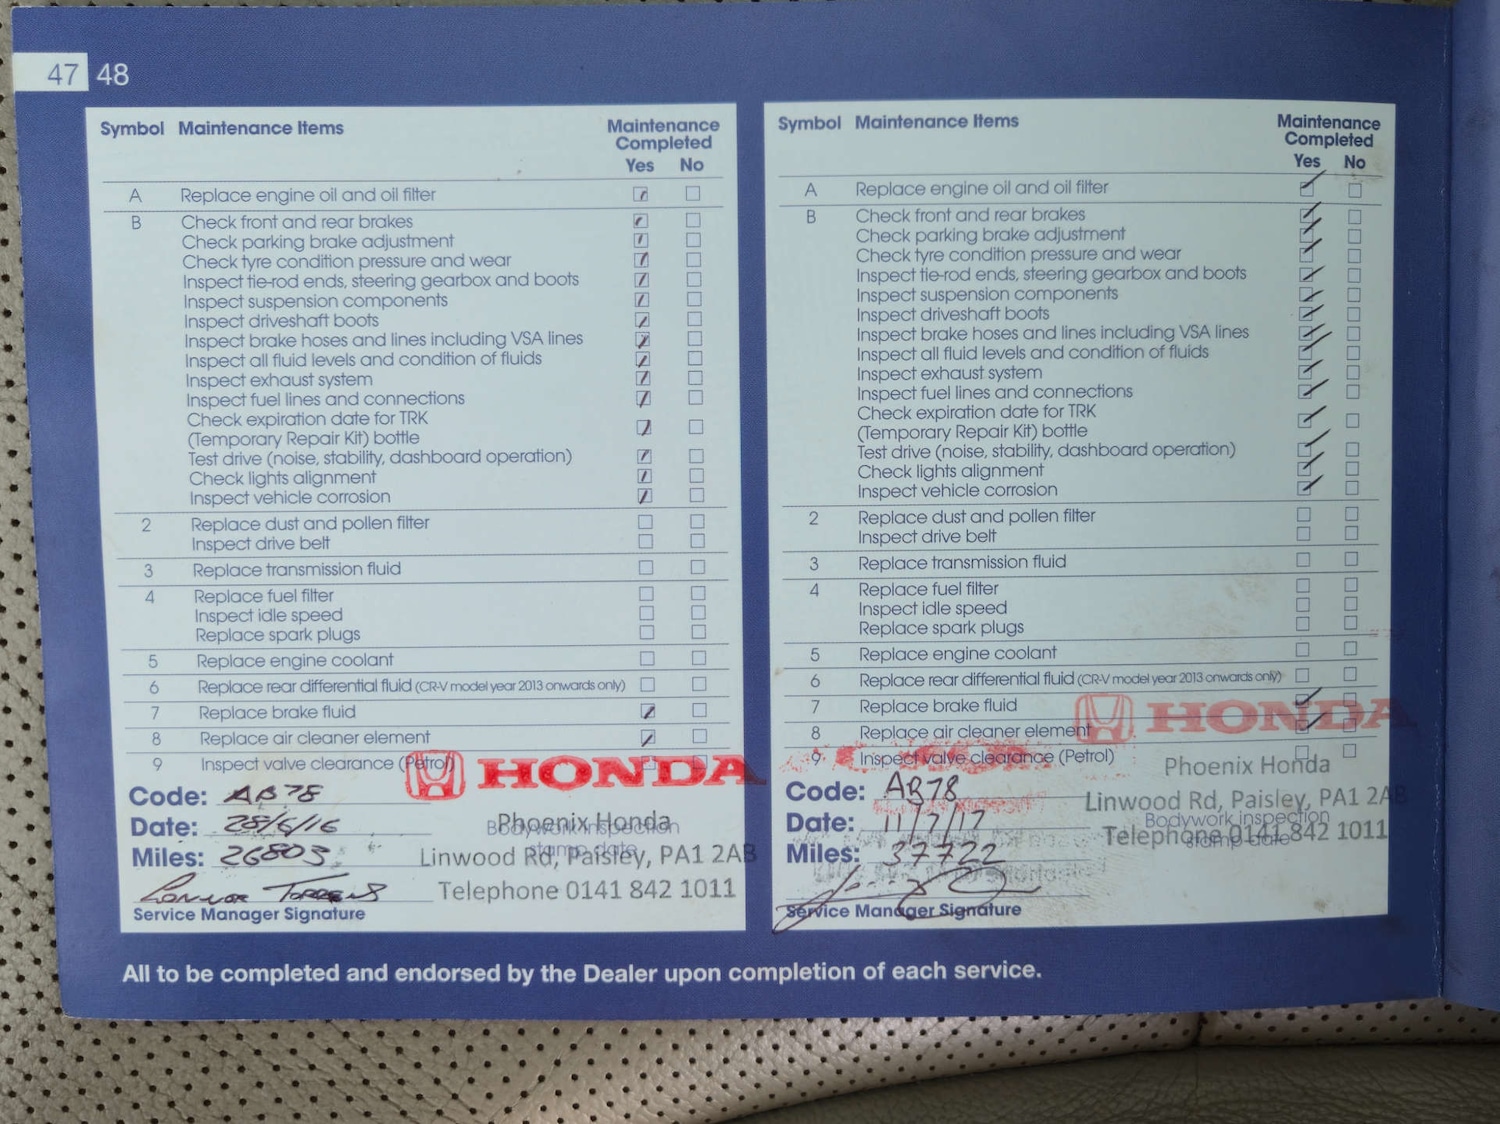 47 48
Symbol Maintenance Items Maintenance Completed
Yes No
A Replace engine oil and oil filter
B Check front and rear brakes
Check parking brake adjustment
Check tyre condition pressure and wear
Inspect tie-rod ends, steering gearbox and boots
Inspect suspension components
Inspect driveshaft boots
Inspect brake hoses and lines including VSA lines
Inspect all fluid levels and condition of fluids
Inspect exhaust system
Inspect fuel lines and connections
Check expiration date for TRK
(Temporary Repair Kit) bottle
Test drive (noise, stability, dashboard operation)
Check lights alignment
Inspect vehicle corrosion
2 Replace dust and pollen filter
Inspect drive belt
3 Replace transmission fluid
4 Replace fuel filter
Inspect idle speed
Replace spark plugs
5 Replace engine coolant
6 Replace rear differential fluid (CR-V model year 2013 onwards only)
7 Replace brake fluid
8 Replace air cleaner element
9 Inspect valve clearance (Petrol)
HONDA
Code: AB78
Date: 28/6/16
Miles: 26803
Phoenix Honda
Bodywork inspection
stamp date
Linwood Rd, Paisley, PA1 2AB
Telephone 0141 842 1011
Service Manager Signature
Symbol Maintenance Items Maintenance Completed
Yes No
A Replace engine oil and oil filter
B Check front and rear brakes
Check parking brake adjustment
Check tyre condition pressure and wear
Inspect tie-rod ends, steering gearbox and boots
Inspect suspension components
Inspect driveshaft boots
Inspect brake hoses and lines including VSA lines
Inspect all fluid levels and condition of fluids
Inspect exhaust system
Inspect fuel lines and connections
Check expiration date for TRK
(Temporary Repair Kit) bottle
Test drive (noise, stability, dashboard operation)
Check lights alignment
Inspect vehicle corrosion
2 Replace dust and pollen filter
Inspect drive belt
3 Replace transmission fluid
4 Replace fuel filter
Inspect idle speed
Replace spark plugs
5 Replace engine coolant
6 Replace rear differential fluid (CR-V model year 2013 onwards only)
7 Replace brake fluid
8 Replace air cleaner element
9 Inspect valve clearance (Petrol)
HONDA
Code: AB78
Date: 11/7/17
Miles: 37722
Phoenix Honda
Linwood Rd, Paisley, PA1 2AB
Bodywork inspection
stamp date
Telephone 0141 842 1011
Service Manager Signature
All to be completed and endorsed by the Dealer upon completion of each service.